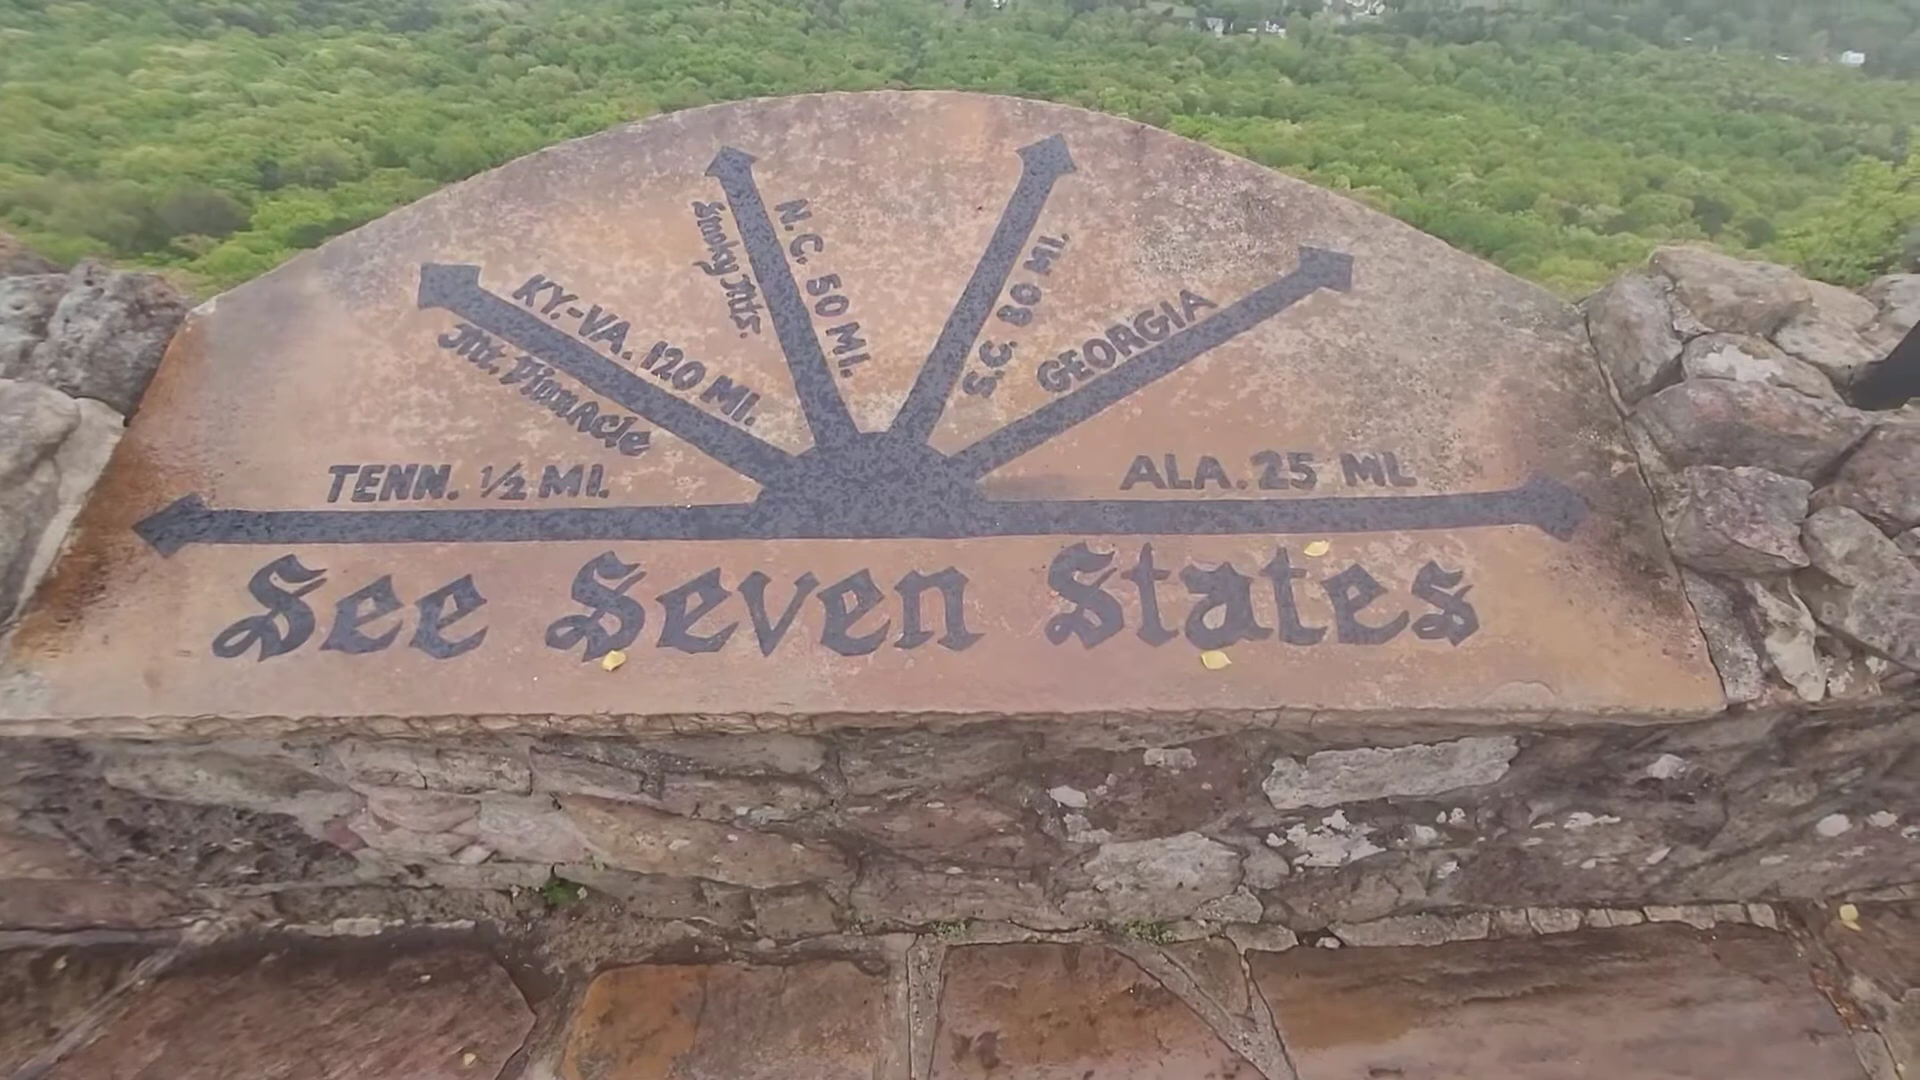 TENN. ½ MI.
KY.-VA. 120 MI.
Mt. Pinnacle
N.C. 50 MI.
Smoky Mts.
S.C. 80 MI.
GEORGIA
ALA. 25 MI.
See Seven States